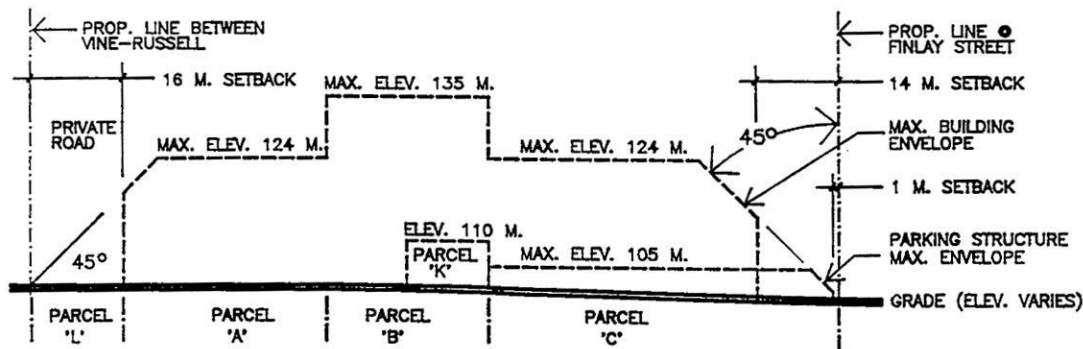 PROP. LINE BETWEEN
VINE-RUSSELL
PROP. LINE @
FINLAY STREET
16 M. SETBACK
MAX. ELEV. 135 M.
14 M. SETBACK
PRIVATE
ROAD
MAX. ELEV. 124 M.
MAX. ELEV. 124 M.
45°
MAX. BUILDING
ENVELOPE
1 M. SETBACK
45°
ELEV. 110 M.
PARCEL
"K"
MAX. ELEV. 105 M.
PARKING STRUCTURE
MAX. ENVELOPE
GRADE (ELEV. VARIES)
PARCEL
"L"
PARCEL
"A"
PARCEL
"B"
PARCEL
"C"